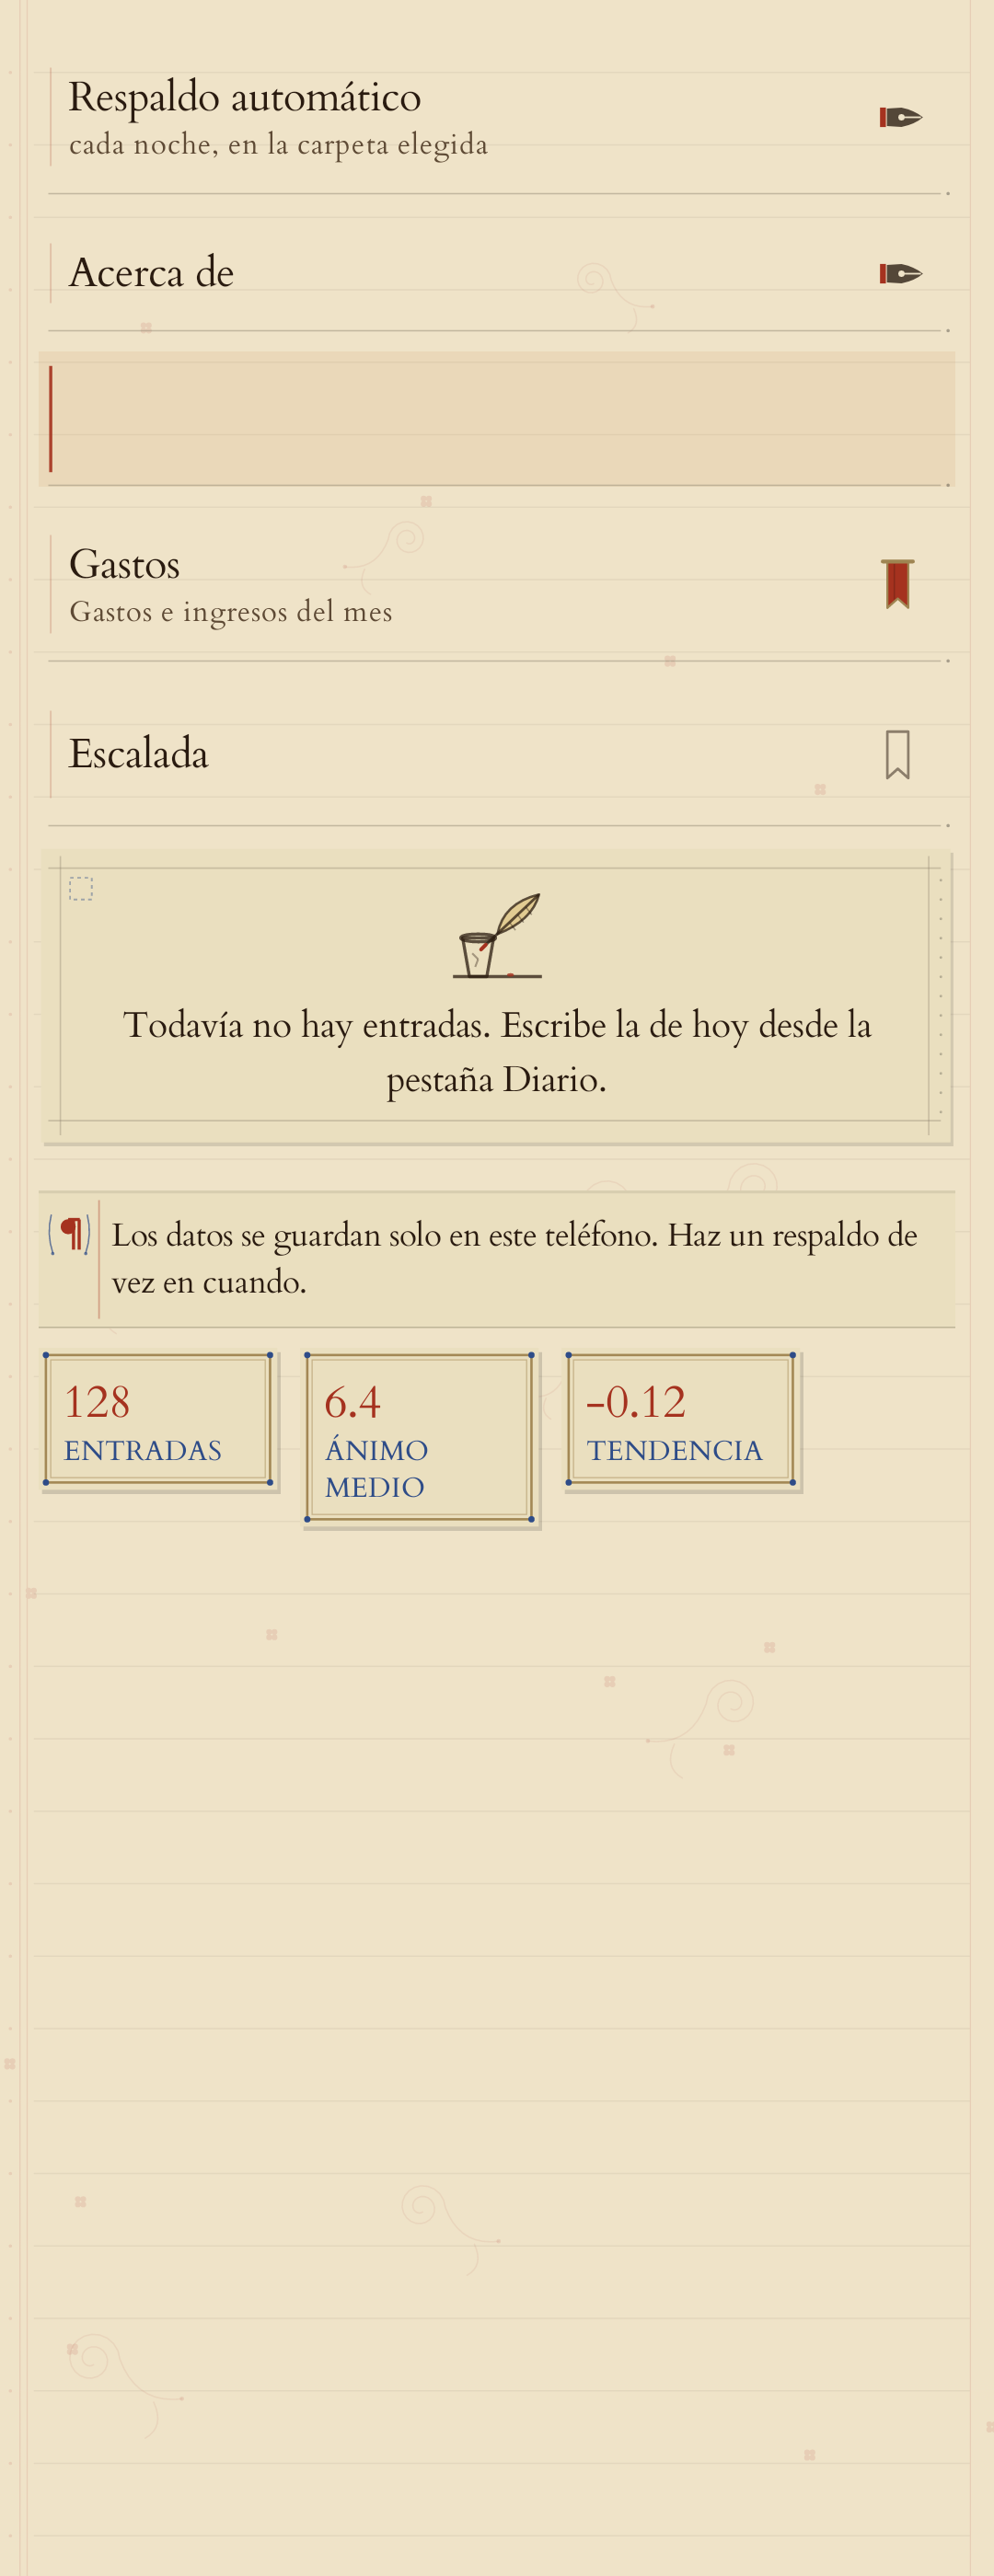 Respaldo automático
cada noche, en la carpeta elegida
Acerca de
Gastos
Gastos e ingresos del mes
Escalada
Todavía no hay entradas. Escribe la de hoy desde la
pestaña Diario.
¶ Los datos se guardan solo en este teléfono. Haz un respaldo de
vez en cuando.
128
ENTRADAS
6.4
ÁNIMO
MEDIO
-0.12
TENDENCIA